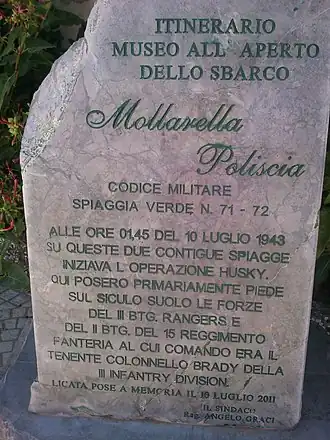 ITINERARIO
MUSEO ALL' APERTO
DELLO SBARCO
Mollarella
Poliscia
CODICE MILITARE
SPIAGGIA VERDE N. 71 - 72
ALLE ORE 01,45 DEL 10 LUGLIO 1943
SU QUESTE DUE CONTIGUE SPIAGGE
INIZIAVA L'OPERAZIONE HUSKY.
QUI POSERO PRIMARIAMENTE PIEDE
SUL SICULO SUOLO LE FORZE
DEL III BTG. RANGERS E
DEL II BTG. DEL 15 REGGIMENTO
FANTERIA AL CUI COMANDO ERA IL
TENENTE COLONNELLO BRADY DELLA
III INFANTRY DIVISION.
LICATA POSE A MEMORIA IL 10 LUGLIO 2011
IL SINDACO
Rag. ANGELO GRACI